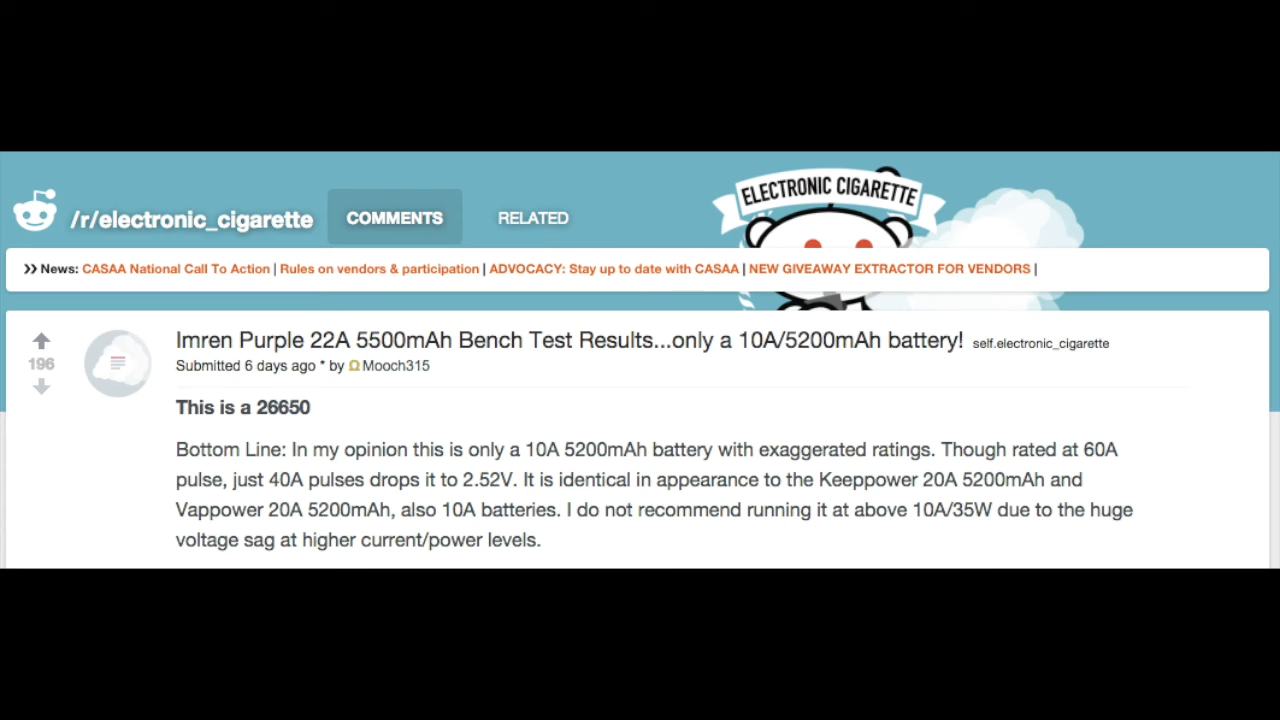 ELECTRONIC CIGARETTE
/r/electronic_cigarette COMMENTS RELATED
›› News: CASAA National Call To Action | Rules on vendors & participation | ADVOCACY: Stay up to date with CASAA | NEW GIVEAWAY EXTRACTOR FOR VENDORS |
Imren Purple 22A 5500mAh Bench Test Results...only a 10A/5200mAh battery! self.electronic_cigarette
196
Submitted 6 days ago * by Ω Mooch315
This is a 26650
Bottom Line: In my opinion this is only a 10A 5200mAh battery with exaggerated ratings. Though rated at 60A
pulse, just 40A pulses drops it to 2.52V. It is identical in appearance to the Keeppower 20A 5200mAh and
Vappower 20A 5200mAh, also 10A batteries. I do not recommend running it at above 10A/35W due to the huge
voltage sag at higher current/power levels.